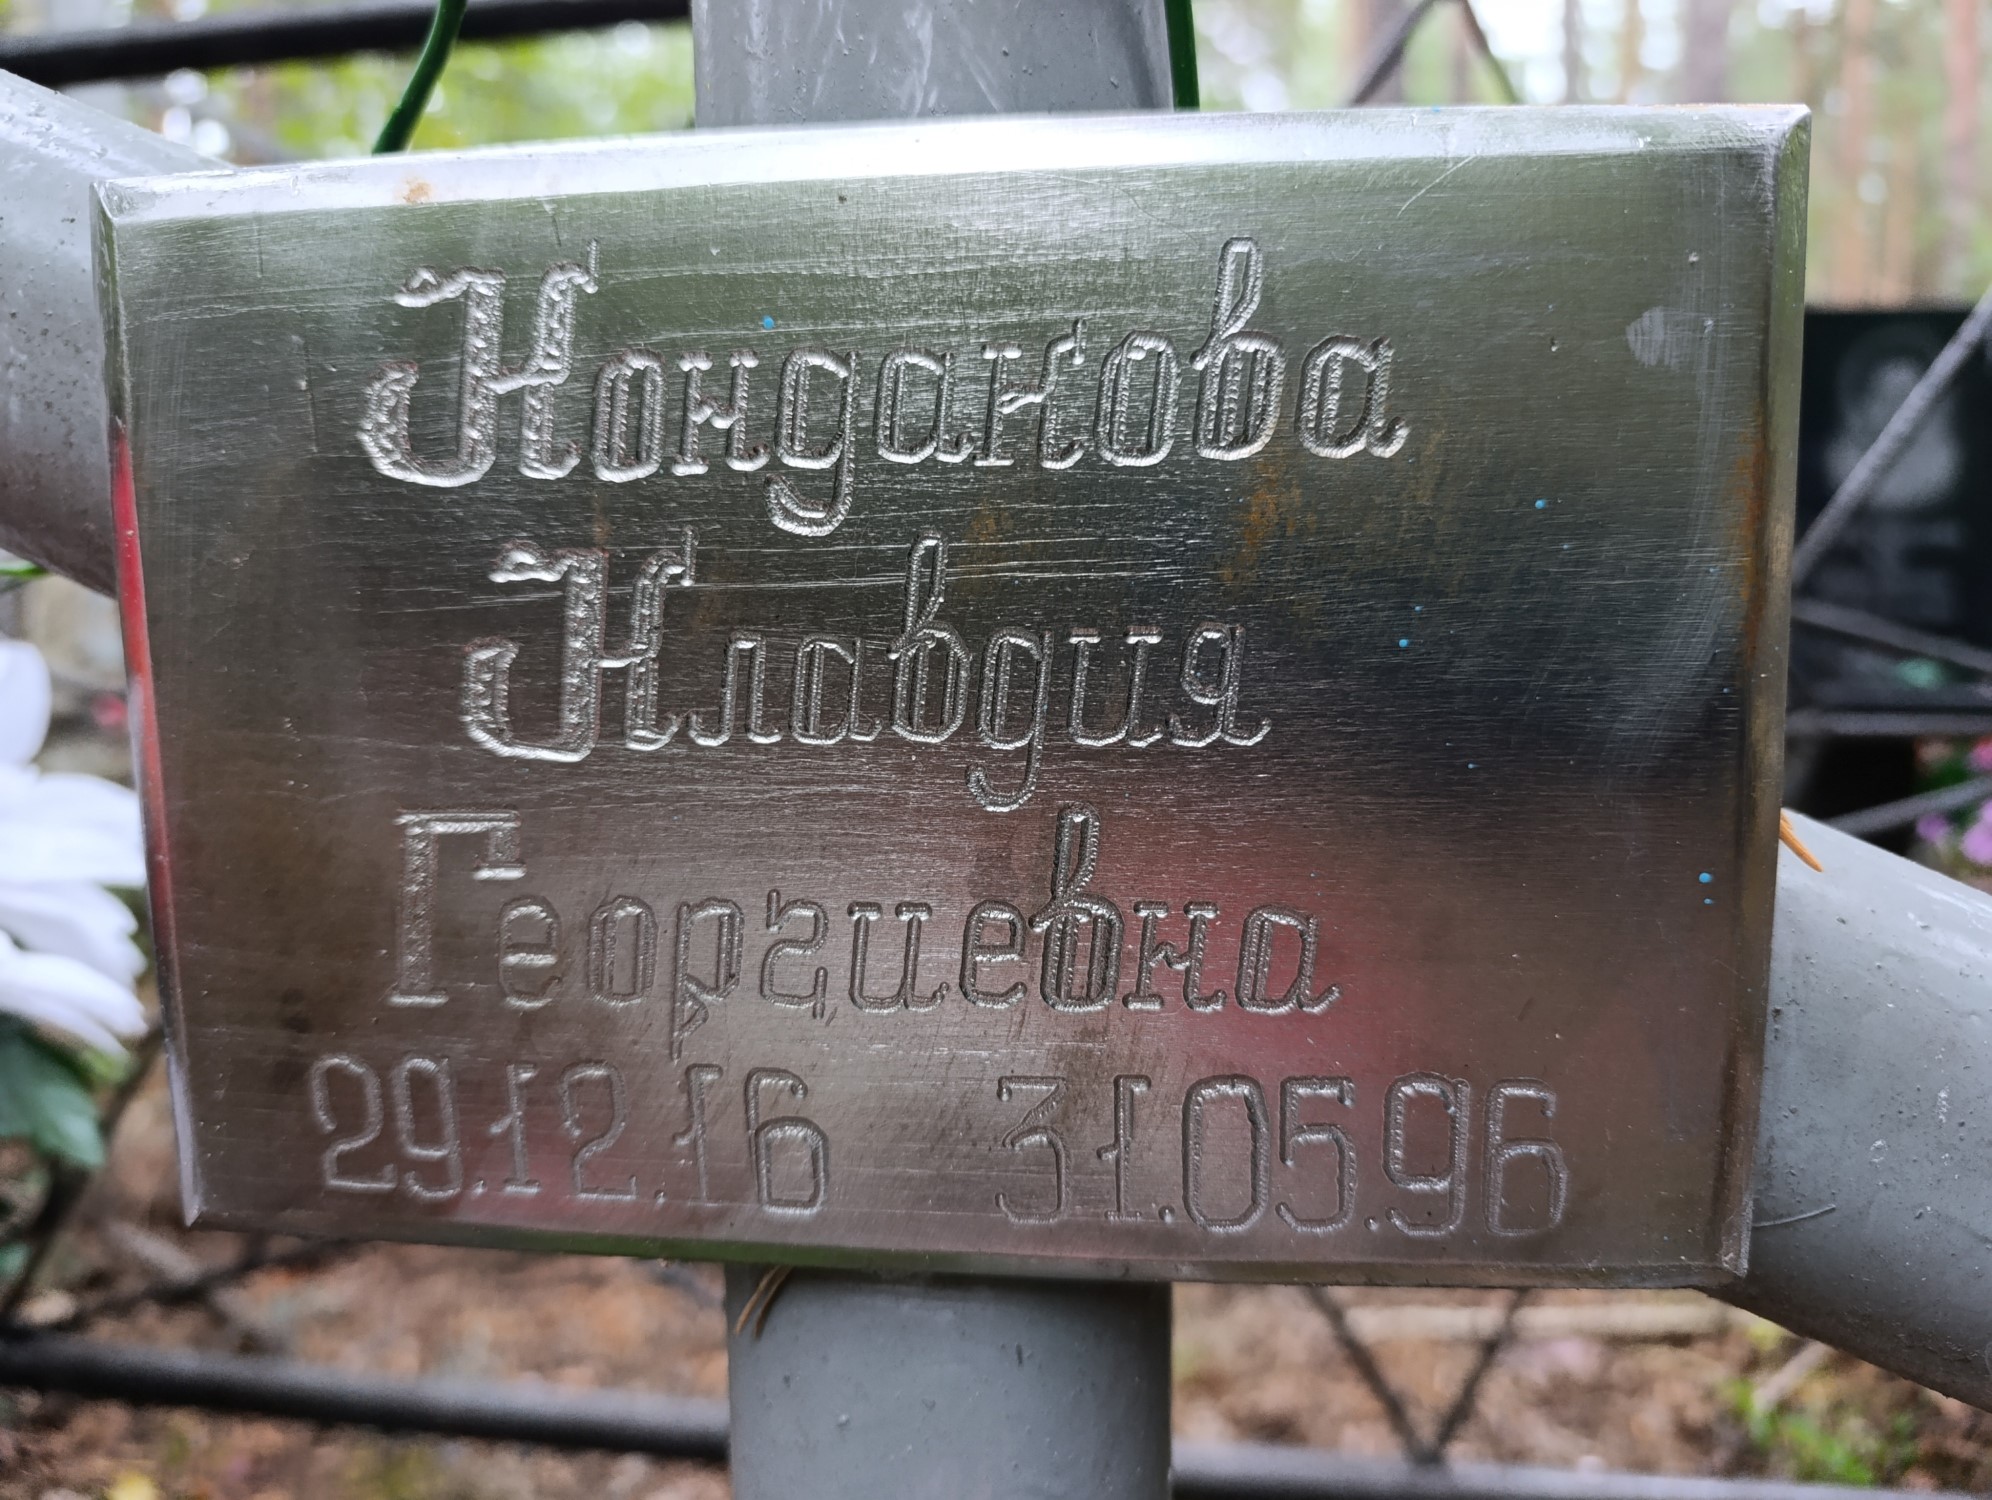 Кондакова
Клавдия
Георгиевна
29.12.16 31.05.96